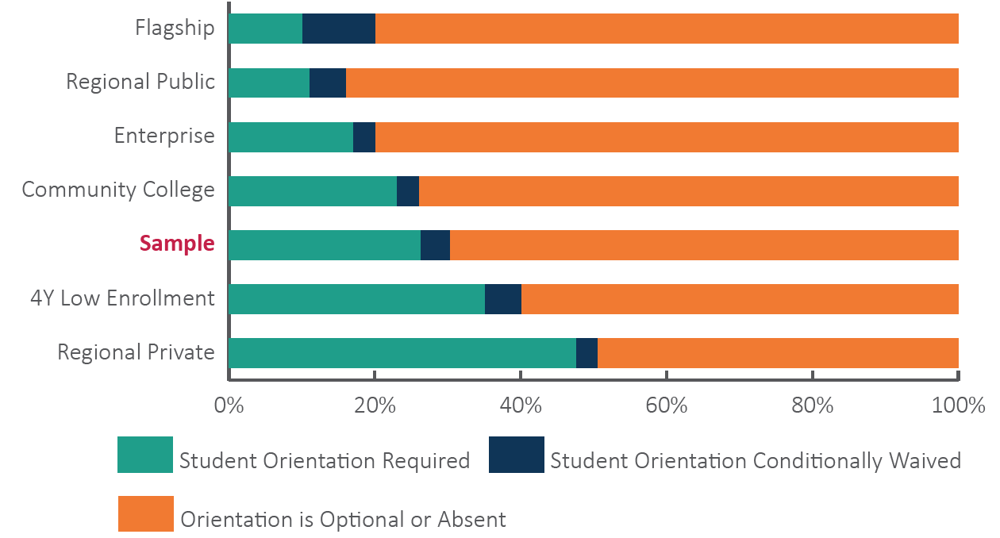 Flagship
Regional Public
Enterprise
Community College
Sample
4Y Low Enrollment
Regional Private
0% 20% 40% 60% 80% 100%
Student Orientation Required Student Orientation Conditionally Waived
Orientation is Optional or Absent